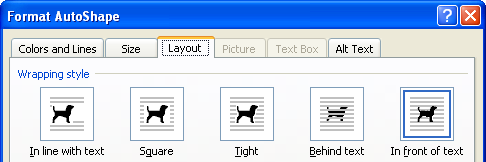 Format AutoShape
Colors and Lines Size Layout Picture Text Box Alt Text
Wrapping style
In line with text Square Tight Behind text In front of text